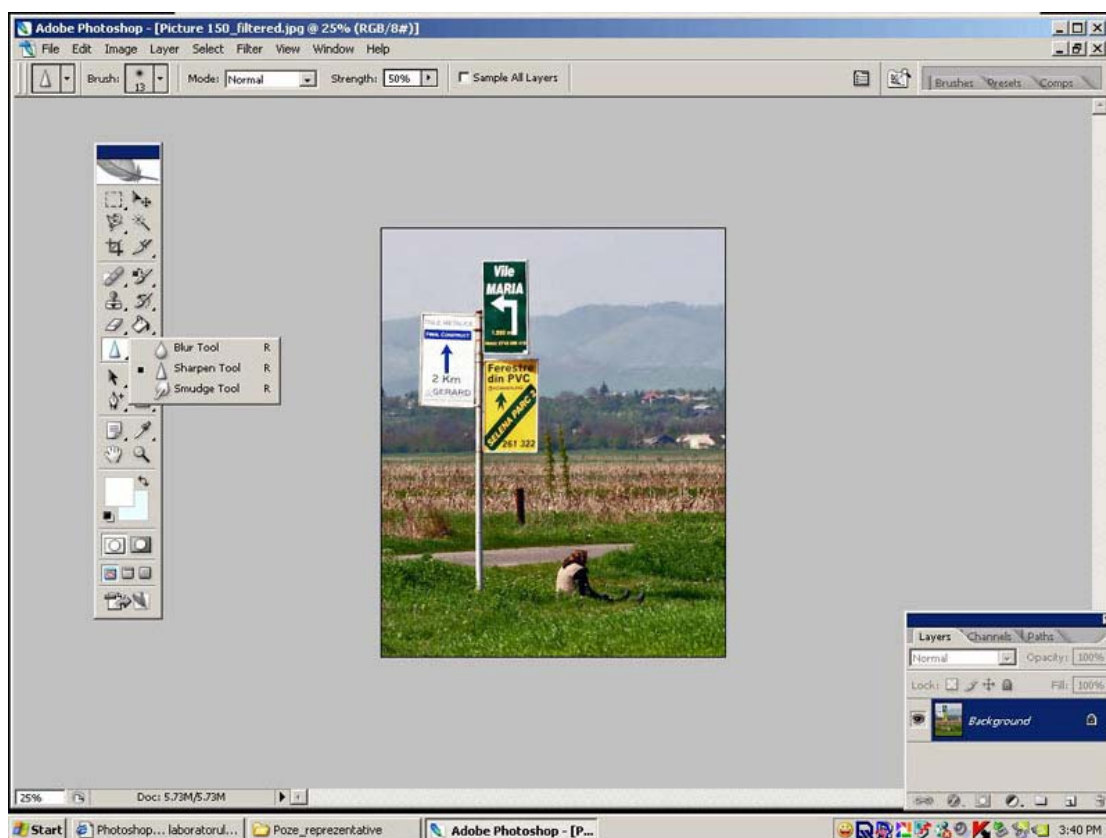 Adobe Photoshop - [Picture 150_filtered.jpg @ 25% (RGB/8#)]
File Edit Image Layer Select Filter View Window Help
Brush: 13 Mode: Normal Strength: 50% Sample All Layers Brushes Presets Comps
Blur Tool R
Sharpen Tool R
Smudge Tool R
Vile
MARIA
2 Km
GERARD
Ferestre
din PVC
SELENA PARC
261 322
Layers Channels Paths
Normal Opacity: 100%
Lock: Fill: 100%
Background
25% Doc: 5.73M/5.73M
Start Photoshop... laboratorul... Poze_reprezentative Adobe Photoshop - [P... 3:40 PM